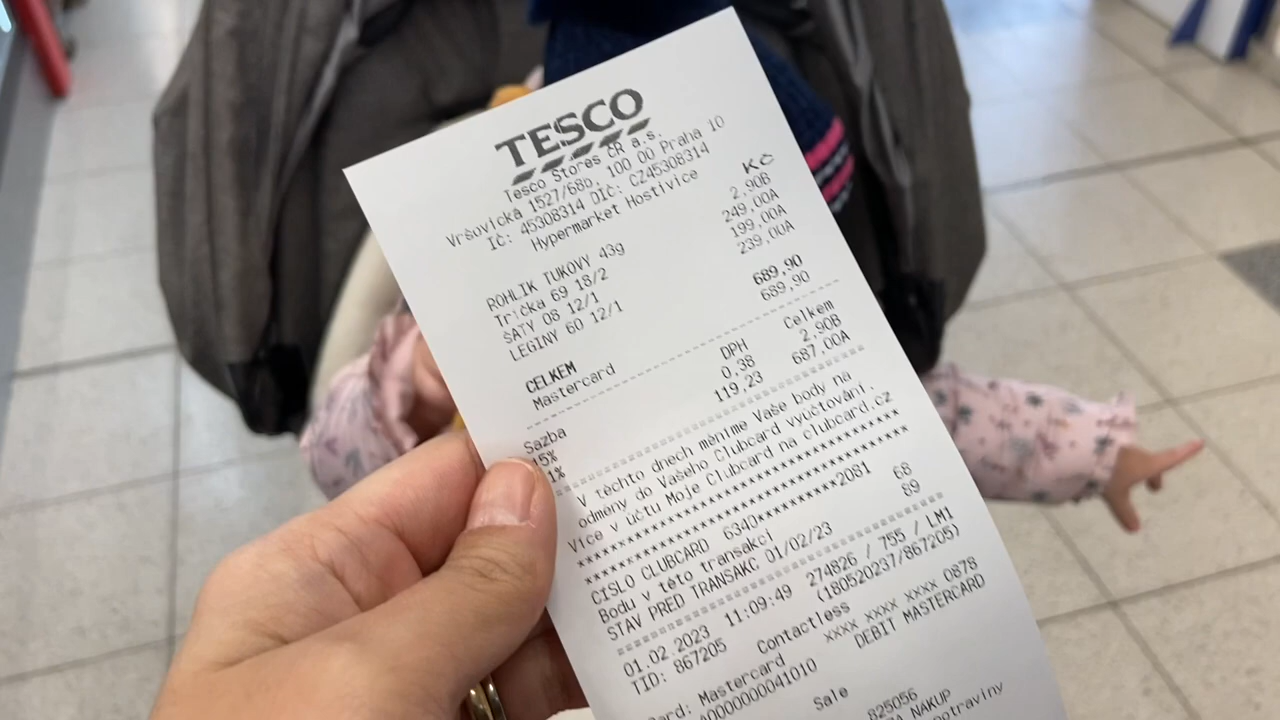 TESCO
Tesco Stores ČR a.s.
Vršovická 1527/68b, 100 00 Praha 10
IČ: 45308314 DIČ: CZ45308314
Hypermarket Hostivice
Kč
ROHLIK TUKOVY 43g 2,90B
Trička 69 18/2 249,00A
ŠATY 08 12/1 199,00A
LEGINY 60 12/1 239,00A
CELKEM 689,90
Mastercard 689,90
Sazba DPH Celkem
15% 0,38 2,90B
1% 119,23 687,00A
V těchto dnech měníme Vaše body na
odměny do Vašeho Clubcard vyúčtování.
Více v účtu Moje Clubcard na clubcard.cz
CISLO CLUBCARD 6340**********2081
Bodu v této transakci 68
STAV PRED TRANSAKC 01/02/23 89
01.02.2023 11:09:49 274826 / 755 / LM1
TID: 867205 Contactless (180520237/867205)
Card: Mastercard xxxx xxxx xxxx 0878
A0000000041010 DEBIT MASTERCARD
Sale
825056
NÁKUP
potraviny